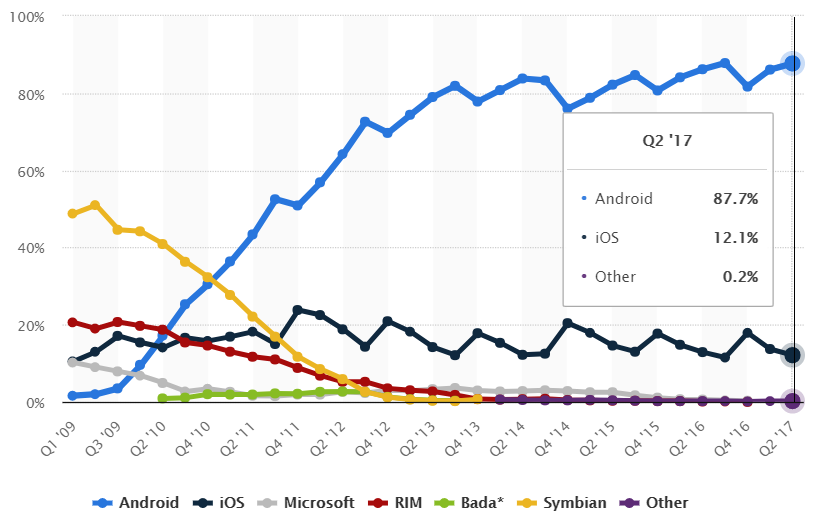 100%
80%
60%
40%
20%
0%
Q2 '17
Android 87.7%
iOS 12.1%
Other 0.2%
Q1 '09 Q3 '09 Q2 '10 Q4 '10 Q2 '11 Q4 '11 Q2 '12 Q4 '12 Q2 '13 Q4 '13 Q2 '14 Q4 '14 Q2 '15 Q4 '15 Q2 '16 Q4 '16 Q2 '17
Android iOS Microsoft RIM Bada* Symbian Other